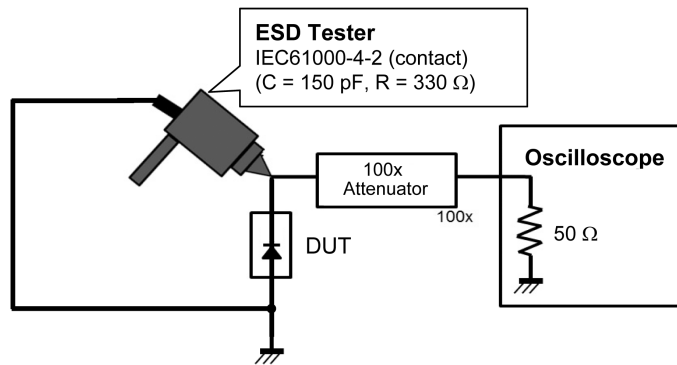 ESD Tester
IEC61000-4-2 (contact)
(C = 150 pF, R = 330 Ω)
100x
Attenuator
100x
Oscilloscope
50 Ω
DUT